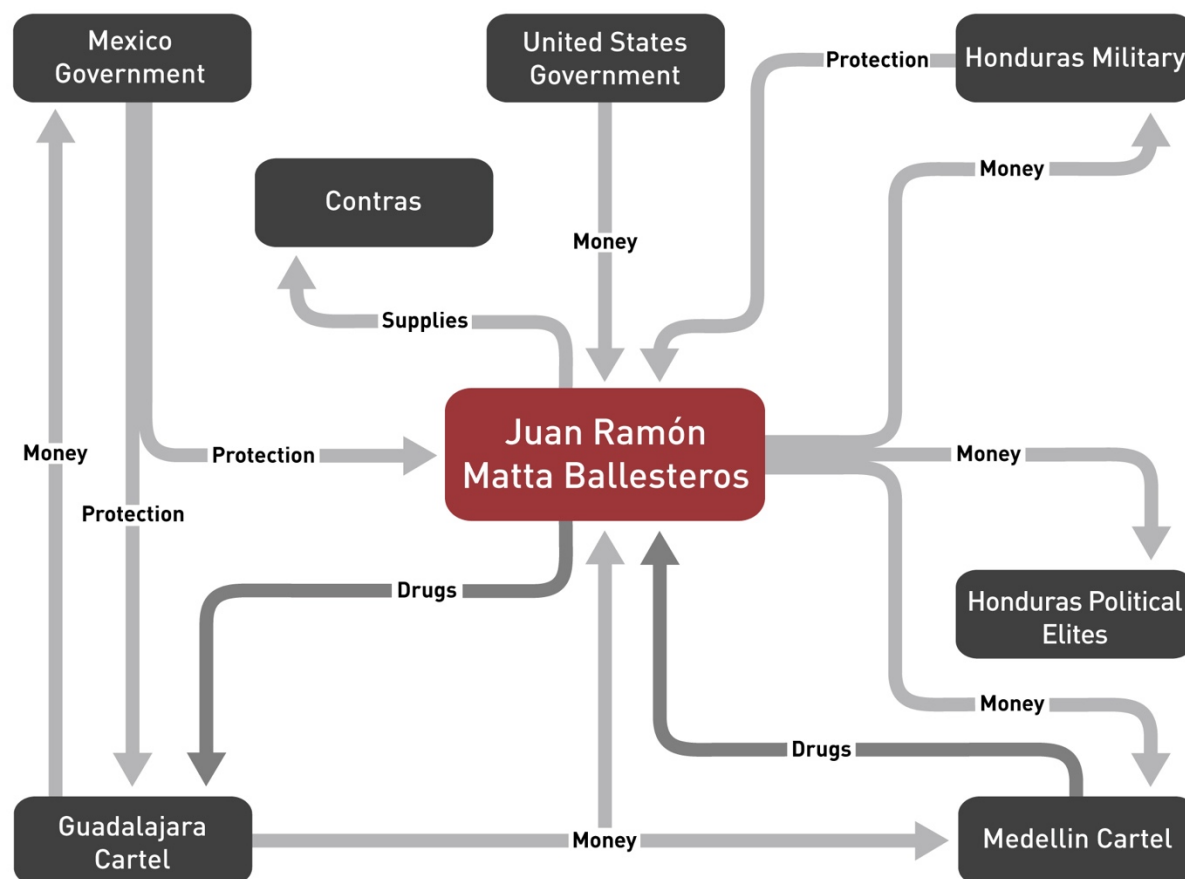 Mexico
Government
United States
Government
Protection
Honduras Military
Contras
Money
Money
Supplies
Juan Ramón
Matta Ballesteros
Money
Protection
Money
Protection
Drugs
Honduras Political
Elites
Money
Drugs
Guadalajara
Cartel
Money
Medellin Cartel